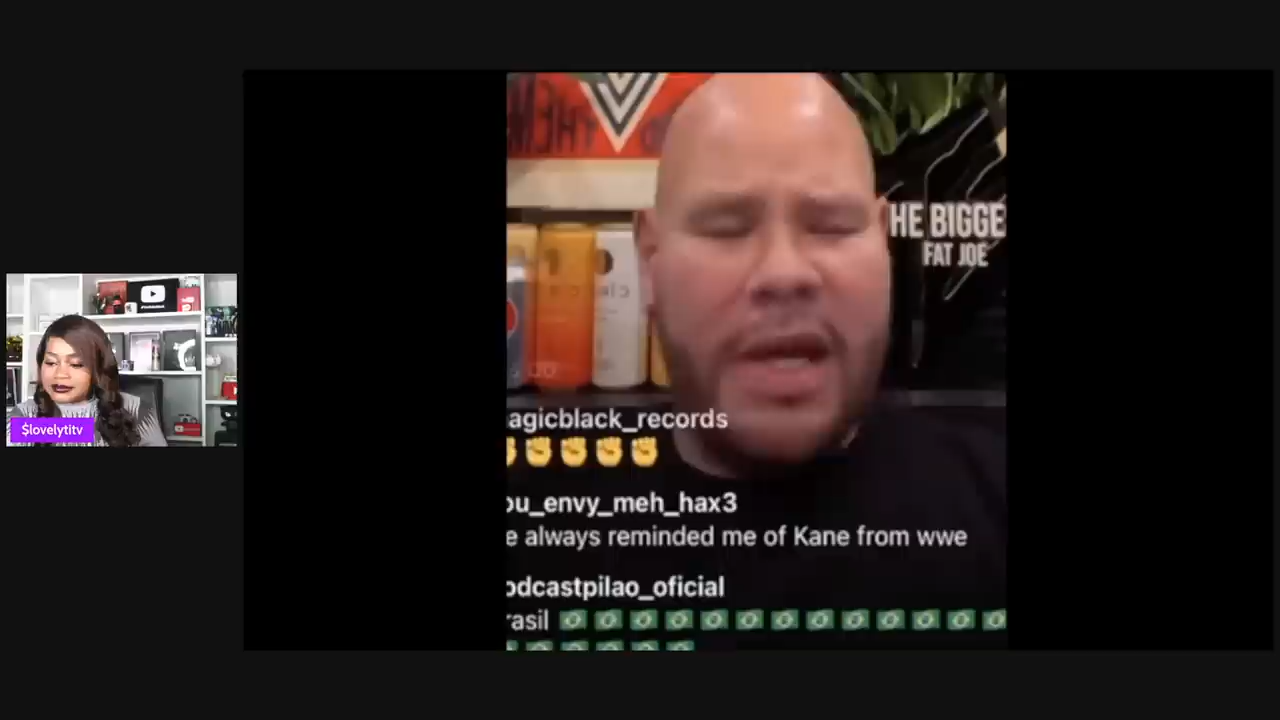 HE BIGGE
FAT JOE
agicblack_records
ou_envy_meh_hax3
e always reminded me of Kane from wwe
odcastpilao_oficial
rasil
$lovelytitv